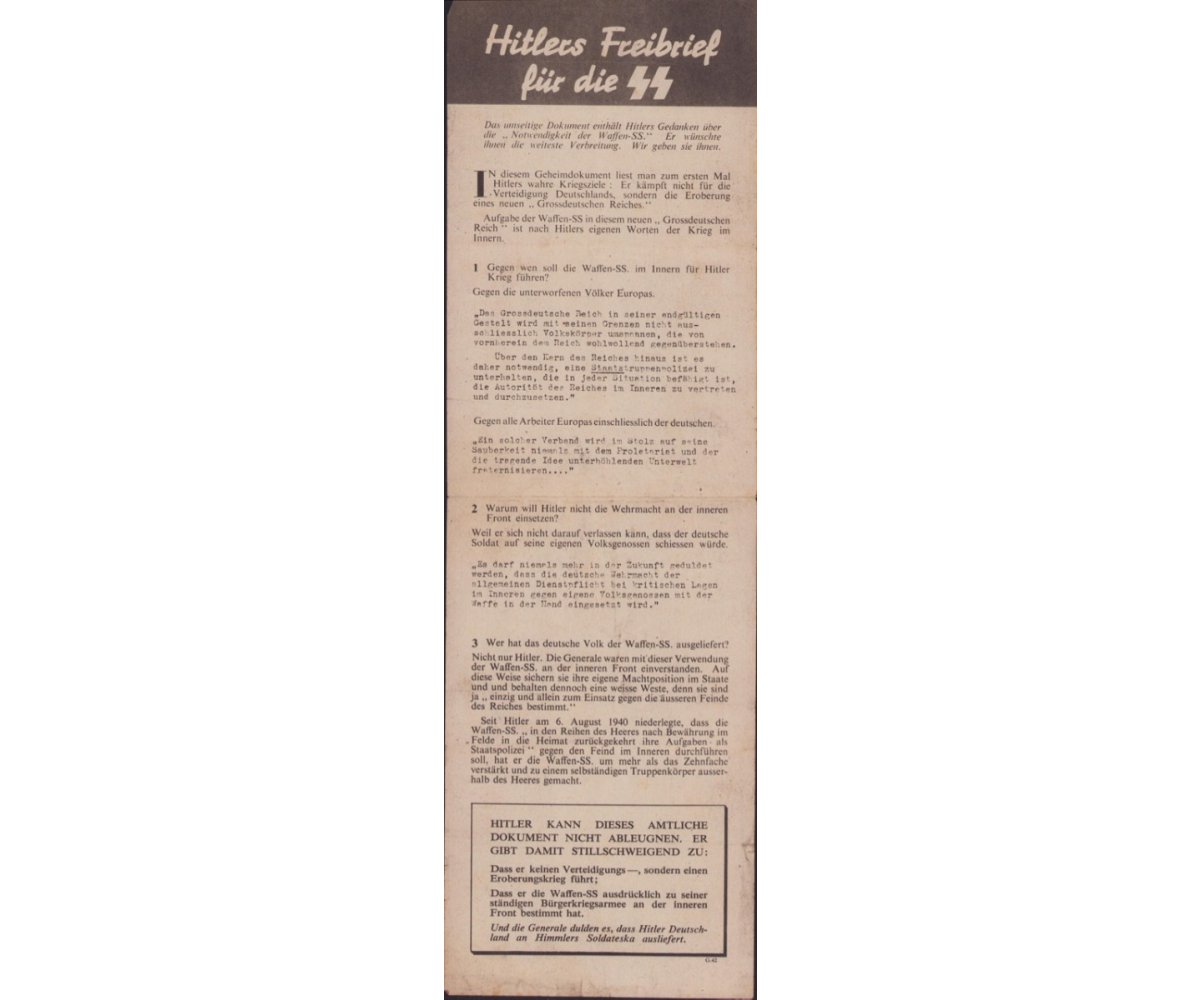 Hitlers Freibrief
für die SS
Das umseitige Dokument enthält Hitlers Gedanken über
die „ Notwendigkeit der Waffen-SS.“ Er wünschte
ihnen die weiteste Verbreitung. Wir geben sie ihnen.
IN diesem Geheimdokument liest man zum ersten Mal
Hitlers wahre Kriegsziele : Er kämpft nicht für die
Verteidigung Deutschlands, sondern die Eroberung
eines neuen „ Grossdeutschen Reiches.“
Aufgabe der Waffen-SS in diesem neuen „ Grossdeutschen
Reich “ ist nach Hitlers eigenen Worten der Krieg im
Innern.
1 Gegen wen soll die Waffen-SS. im Innern für Hitler
Krieg führen?
Gegen die unterworfenen Völker Europas.
„Das Grossdeutsche Reich in seiner endgültigen
Gestalt wird mit seinen Grenzen nicht aus-
schliesslich Volkskörper umspannen, die von
vornherein dem Reich wohlwollend gegenüberstehen.
Über den Kern des Reiches hinaus ist es
daher notwendig, eine Staatstruppenpolizei zu
unterhalten, die in jeder Situation befähigt ist,
die Autorität des Reiches im Inneren zu vertreten
und durchzusetzen."
Gegen alle Arbeiter Europas einschliesslich der deutschen.
„Ein solcher Verband wird im Stolz auf seine
Sauberkeit niemals mit dem Proletariat und der
die tragende Idee unterhöhlenden Unterwelt
fraternisieren...."
2 Warum will Hitler nicht die Wehrmacht an der inneren
Front einsetzen?
Weil er sich nicht darauf verlassen kann, dass der deutsche
Soldat auf seine eigenen Volksgenossen schiessen würde.
„Es darf niemals mehr in der Zukunft geduldet
werden, dass die deutsche Wehrmacht der
allgemeinen Dienstpflicht bei kritischen Lagen
im Inneren gegen eigene Volksgenossen mit der
Waffe in der Hand eingesetzt wird."
3 Wer hat das deutsche Volk der Waffen-SS. ausgeliefert?
Nicht nur Hitler. Die Generale waren mit dieser Verwendung
der Waffen-SS. an der inneren Front einverstanden. Auf
diese Weise sichern sie ihre eigene Machtposition im Staate
und und behalten dennoch eine weisse Weste, denn sie sind
ja „ einzig und allein zum Einsatz gegen die äusseren Feinde
des Reiches bestimmt.“
Seit Hitler am 6. August 1940 niederlegte, dass die
Waffen-SS. „ in den Reihen des Heeres nach Bewährung im
Felde in die Heimat zurückgekehrt ihre Aufgaben als
Staatspolizei “ gegen den Feind im Inneren durchführen
soll, hat er die Waffen-SS. um mehr als das Zehnfache
verstärkt und zu einem selbständigen Truppenkörper ausser-
halb des Heeres gemacht.
HITLER KANN DIESES AMTLICHE
DOKUMENT NICHT ABLEUGNEN. ER
GIBT DAMIT STILLSCHWEIGEND ZU:
Dass er keinen Verteidigungs —, sondern einen
Eroberungskrieg führt;
Dass er die Waffen-SS ausdrücklich zu seiner
ständigen Bürgerkriegsarmee an der inneren
Front bestimmt hat.
Und die Generale dulden es, dass Hitler Deutsch-
land an Himmlers Soldateska ausliefert.
G.42